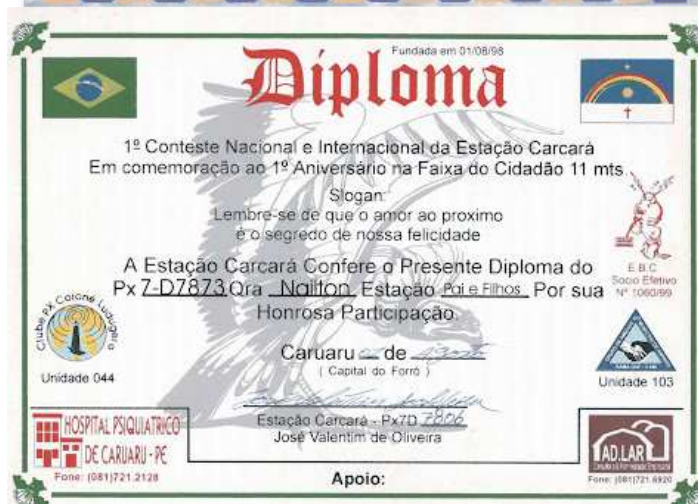 Fundada em 01/08/98
Diploma
1º Conteste Nacional e Internacional da Estação Carcará
Em comemoração ao 1º Aniversário na Faixa do Cidadão 11 mts.
Slogan:
Lembre-se de que o amor ao proximo
é o segredo de nossa felicidade
A Estação Carcará Confere o Presente Diploma do
Px 7-D7873 Qra Nailton Estação Pai e Filhos Por sua
Honrosa Participação
E.B.C
Socio Efetivo
Nº 1060/99
Clube PX Coroné Ludugero
Unidade 044
Caruaru de agosto
( Capital do Forró )
Unidade 103
Estação Carcará - Px7D 7806
José Valentim de Oliveira
HOSPITAL PSIQUIATRICO
DE CARUARU - PE
Fone: (081)721.2128
Apoio:
AD.LAR
Fone: (081)721.6920